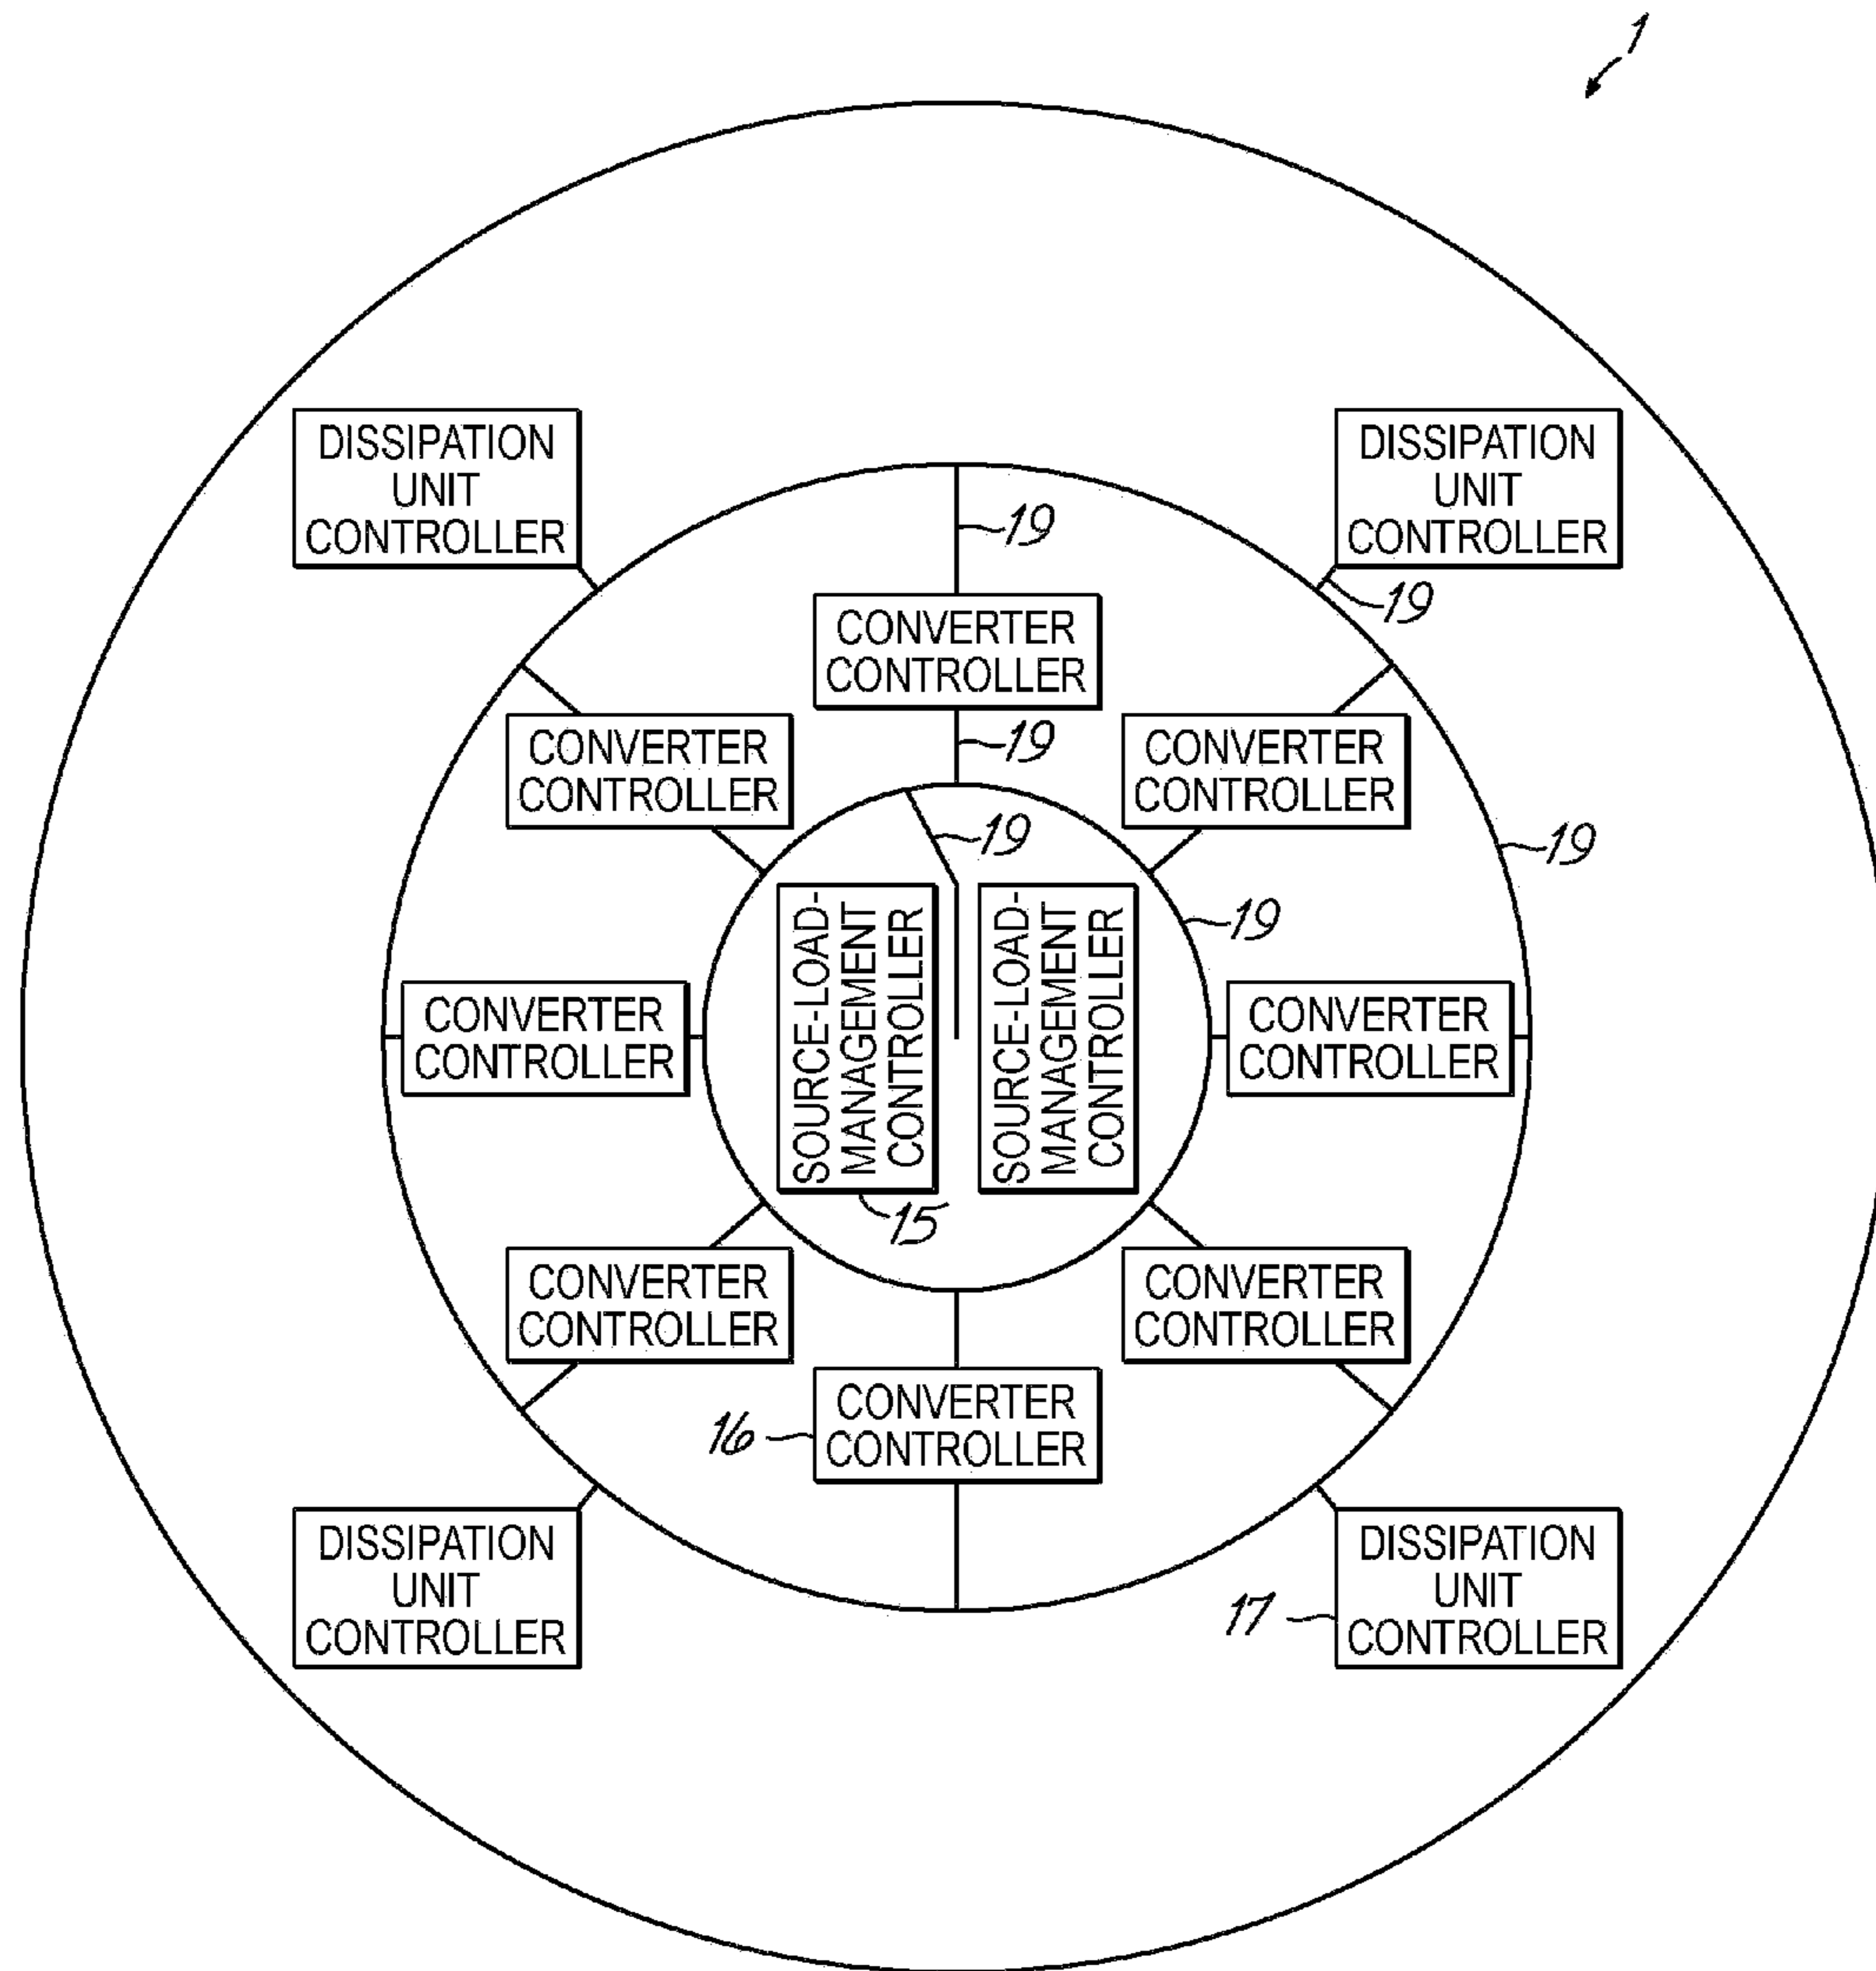 1
DISSIPATION
UNIT
CONTROLLER
DISSIPATION
UNIT
CONTROLLER
19
19
CONVERTER
CONTROLLER
19
CONVERTER
CONTROLLER
CONVERTER
CONTROLLER
19
19
SOURCE-LOAD-
MANAGEMENT
CONTROLLER
SOURCE-LOAD-
MANAGEMENT
CONTROLLER
19
CONVERTER
CONTROLLER
CONVERTER
CONTROLLER
15
CONVERTER
CONTROLLER
CONVERTER
CONTROLLER
16
CONVERTER
CONTROLLER
DISSIPATION
UNIT
CONTROLLER
17
DISSIPATION
UNIT
CONTROLLER